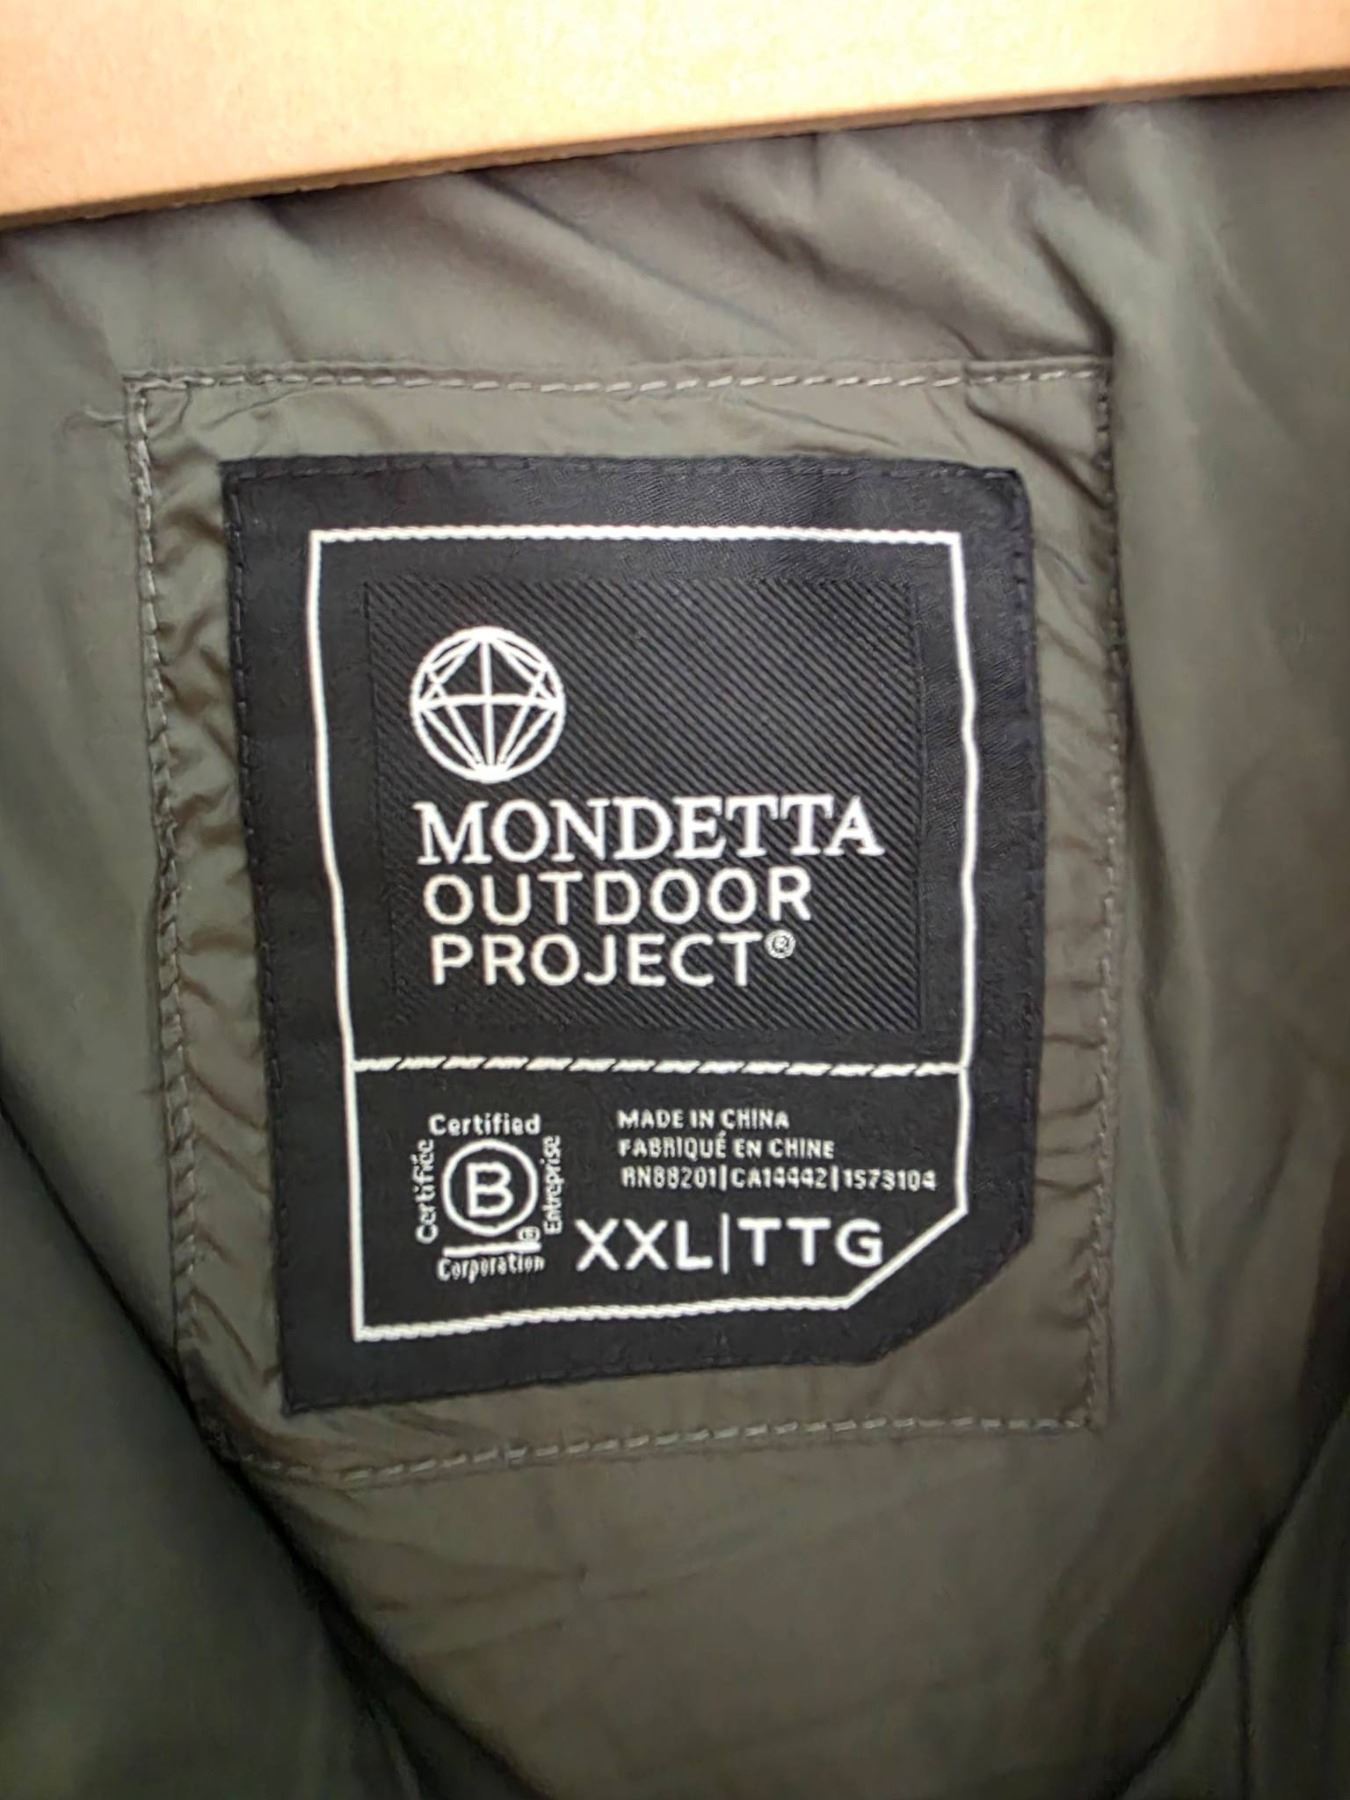 MONDETTA
OUTDOOR
PROJECT®
Certified
Certifiée
B
®
Entreprise
Corporation
MADE IN CHINA
FABRIQUÉ EN CHINE
RN88201|CA14442|1573104
XXL|TTG